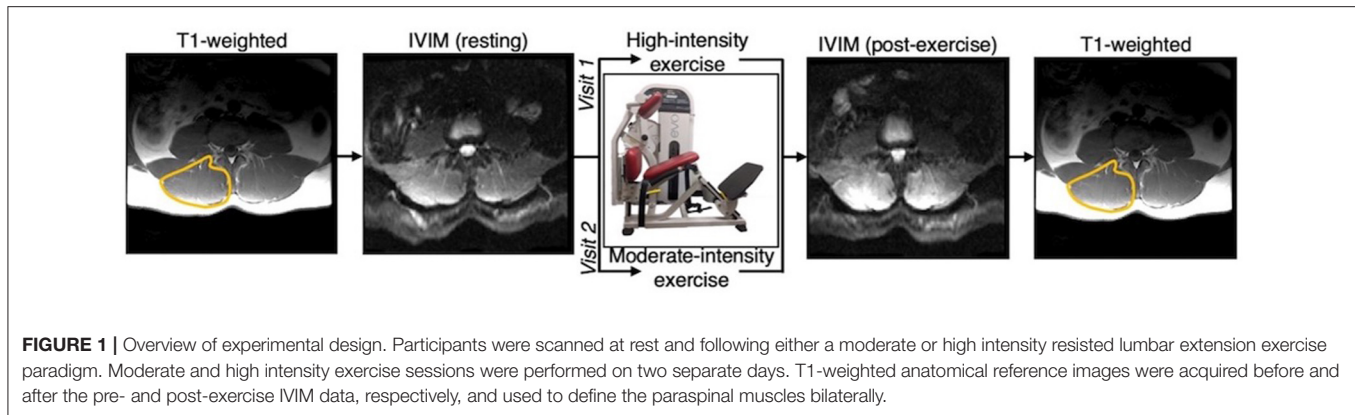 T1-weighted
IVIM (resting)
Visit 1
High-intensity
exercise
evo
Visit 2
Moderate-intensity
exercise
IVIM (post-exercise)
T1-weighted
FIGURE 1 | Overview of experimental design. Participants were scanned at rest and following either a moderate or high intensity resisted lumbar extension exercise
paradigm. Moderate and high intensity exercise sessions were performed on two separate days. T1-weighted anatomical reference images were acquired before and
after the pre- and post-exercise IVIM data, respectively, and used to define the paraspinal muscles bilaterally.